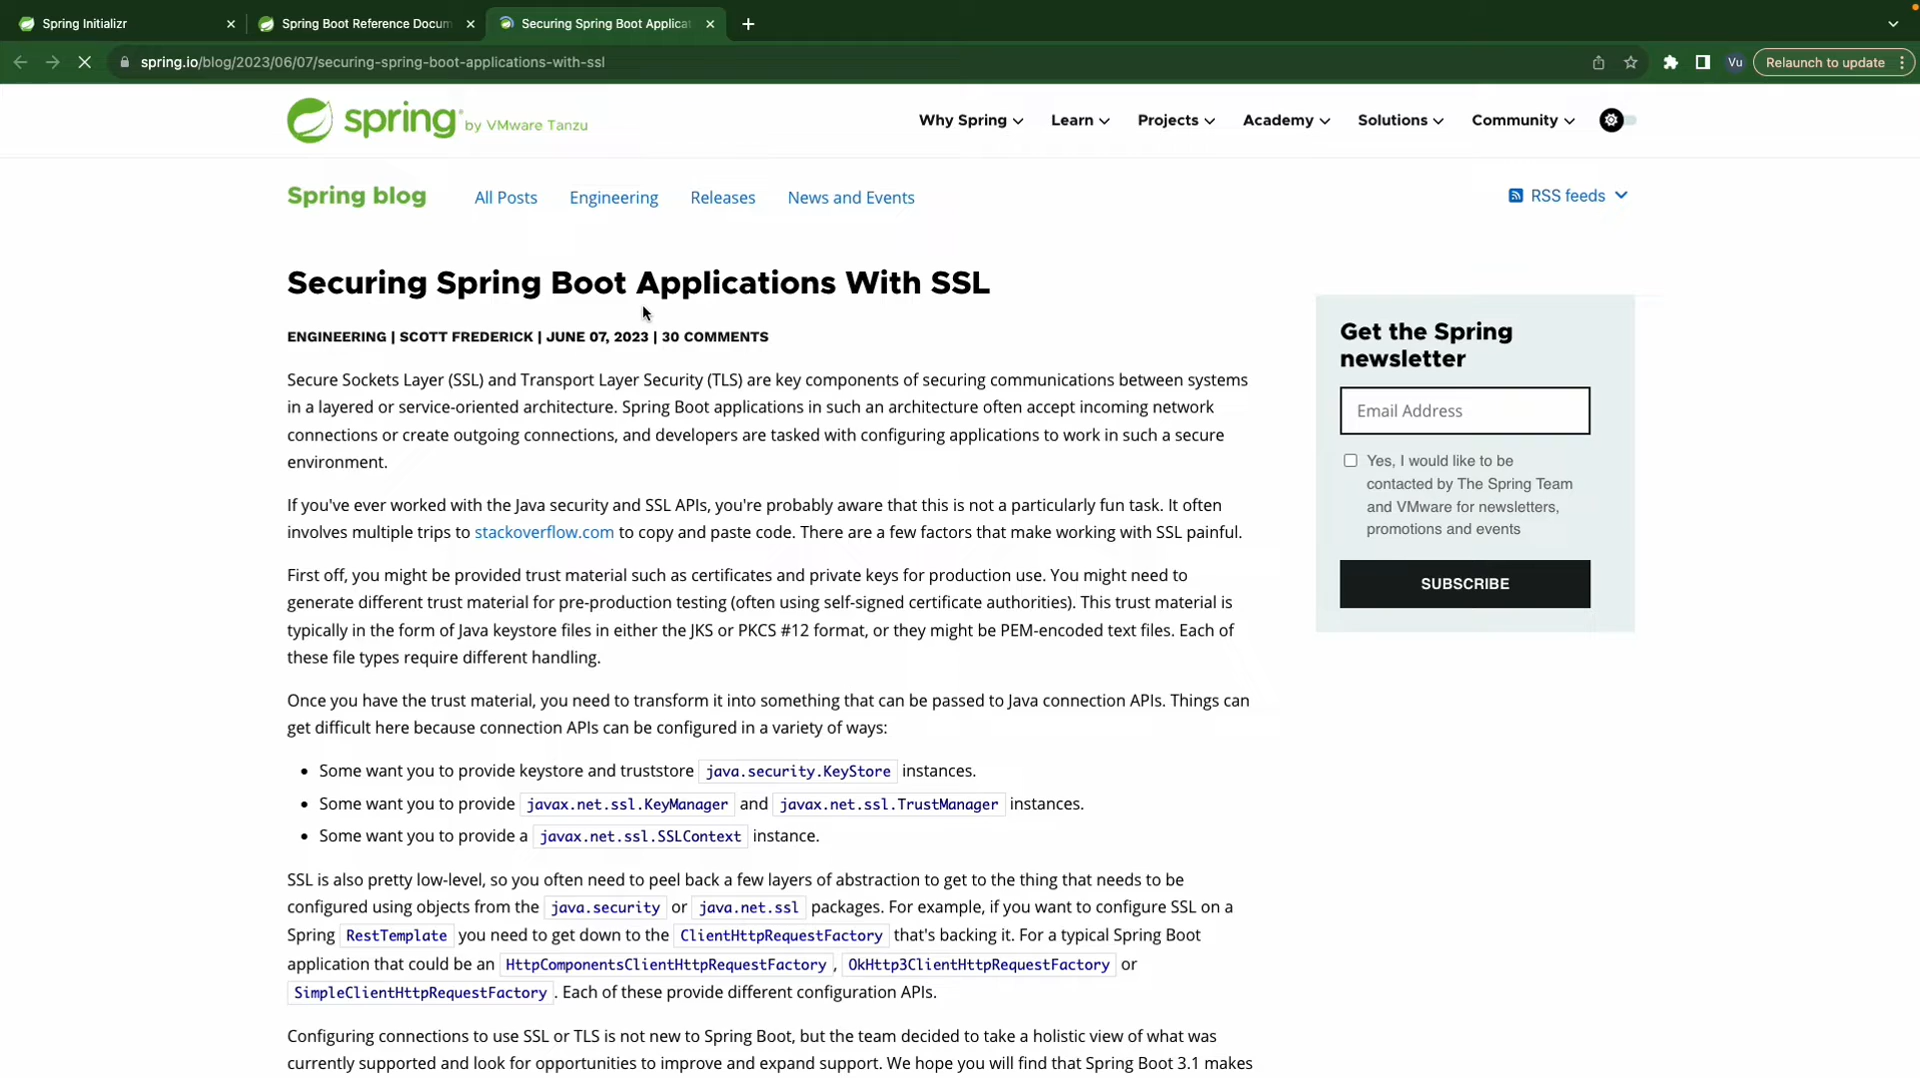 Spring Initializr
Spring Boot Reference Docum
Securing Spring Boot Applicat
spring.io/blog/2023/06/07/securing-spring-boot-applications-with-ssl
Vu
Relaunch to update
spring by VMware Tanzu
Why Spring
Learn
Projects
Academy
Solutions
Community
Spring blog
All Posts
Engineering
Releases
News and Events
RSS feeds
Securing Spring Boot Applications With SSL
ENGINEERING | SCOTT FREDERICK | JUNE 07, 2023 | 30 COMMENTS
Secure Sockets Layer (SSL) and Transport Layer Security (TLS) are key components of securing communications between systems
in a layered or service-oriented architecture. Spring Boot applications in such an architecture often accept incoming network
connections or create outgoing connections, and developers are tasked with configuring applications to work in such a secure
environment.
If you've ever worked with the Java security and SSL APIs, you're probably aware that this is not a particularly fun task. It often
involves multiple trips to stackoverflow.com to copy and paste code. There are a few factors that make working with SSL painful.
First off, you might be provided trust material such as certificates and private keys for production use. You might need to
generate different trust material for pre-production testing (often using self-signed certificate authorities). This trust material is
typically in the form of Java keystore files in either the JKS or PKCS #12 format, or they might be PEM-encoded text files. Each of
these file types require different handling.
Once you have the trust material, you need to transform it into something that can be passed to Java connection APIs. Things can
get difficult here because connection APIs can be configured in a variety of ways:
• Some want you to provide keystore and truststore java.security.KeyStore instances.
• Some want you to provide javax.net.ssl.KeyManager and javax.net.ssl.TrustManager instances.
• Some want you to provide a javax.net.ssl.SSLContext instance.
SSL is also pretty low-level, so you often need to peel back a few layers of abstraction to get to the thing that needs to be
configured using objects from the java.security or java.net.ssl packages. For example, if you want to configure SSL on a
Spring RestTemplate you need to get down to the ClientHttpRequestFactory that's backing it. For a typical Spring Boot
application that could be an HttpComponentsClientHttpRequestFactory , OkHttp3ClientHttpRequestFactory or
SimpleClientHttpRequestFactory . Each of these provide different configuration APIs.
Configuring connections to use SSL or TLS is not new to Spring Boot, but the team decided to take a holistic view of what was
currently supported and look for opportunities to improve and expand support. We hope you will find that Spring Boot 3.1 makes
Get the Spring
newsletter
Email Address
Yes, I would like to be
contacted by The Spring Team
and VMware for newsletters,
promotions and events
SUBSCRIBE